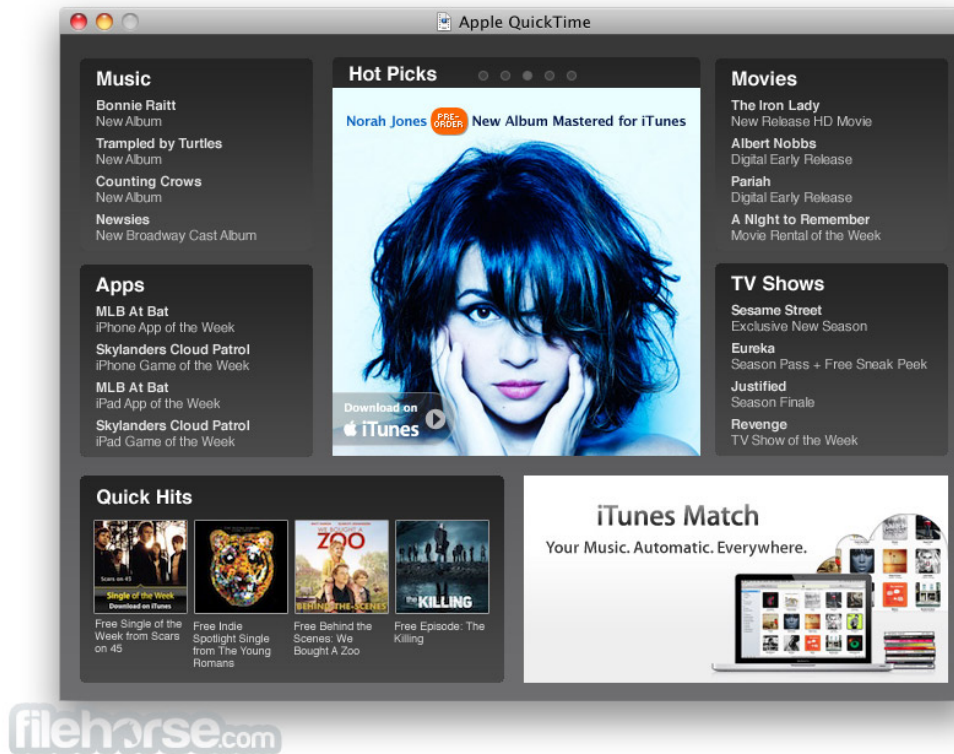 Apple QuickTime
Music
Bonnie Raitt
New Album
Trampled by Turtles
New Album
Counting Crows
New Album
Newsies
New Broadway Cast Album
Apps
MLB At Bat
iPhone App of the Week
Skylanders Cloud Patrol
iPhone Game of the Week
MLB At Bat
iPad App of the Week
Skylanders Cloud Patrol
iPad Game of the Week
Hot Picks
Norah Jones PRE-ORDER New Album Mastered for iTunes
Download on
iTunes
Movies
The Iron Lady
New Release HD Movie
Albert Nobbs
Digital Early Release
Pariah
Digital Early Release
A NIght to Remember
Movie Rental of the Week
TV Shows
Sesame Street
Exclusive New Season
Eureka
Season Pass + Free Sneak Peek
Justified
Season Finale
Revenge
TV Show of the Week
Quick Hits
Scars on 45
Single of the Week
Download on iTunes
Free Single of the
Week from Scars
on 45
Free Indie
Spotlight Single
from The Young
Romans
WE BOUGHT A
ZOO
BEHIND-THE-SCENES
Free Behind the
Scenes: We
Bought A Zoo
the KILLING
Free Episode: The
Killing
iTunes Match
Your Music. Automatic. Everywhere.
filehorse.com